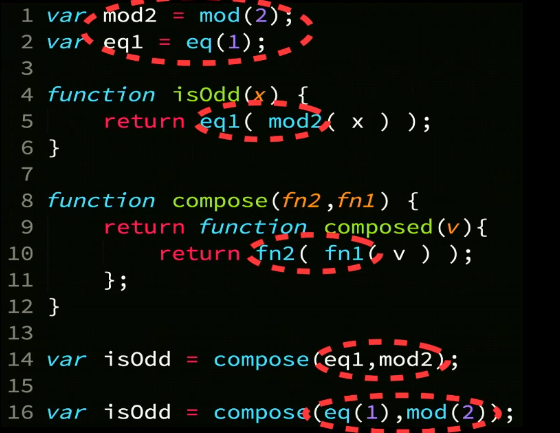 1 var mod2 = mod(2);
2 var eq1 = eq(1);
3
4 function isOdd(x) {
5     return eq1( mod2( x ) );
6 }
7
8 function compose(fn2,fn1) {
9     return function composed(v){
10         return fn2( fn1( v ) );
11     };
12 }
13
14 var isOdd = compose(eq1,mod2);
15
16 var isOdd = compose(eq(1),mod(2));